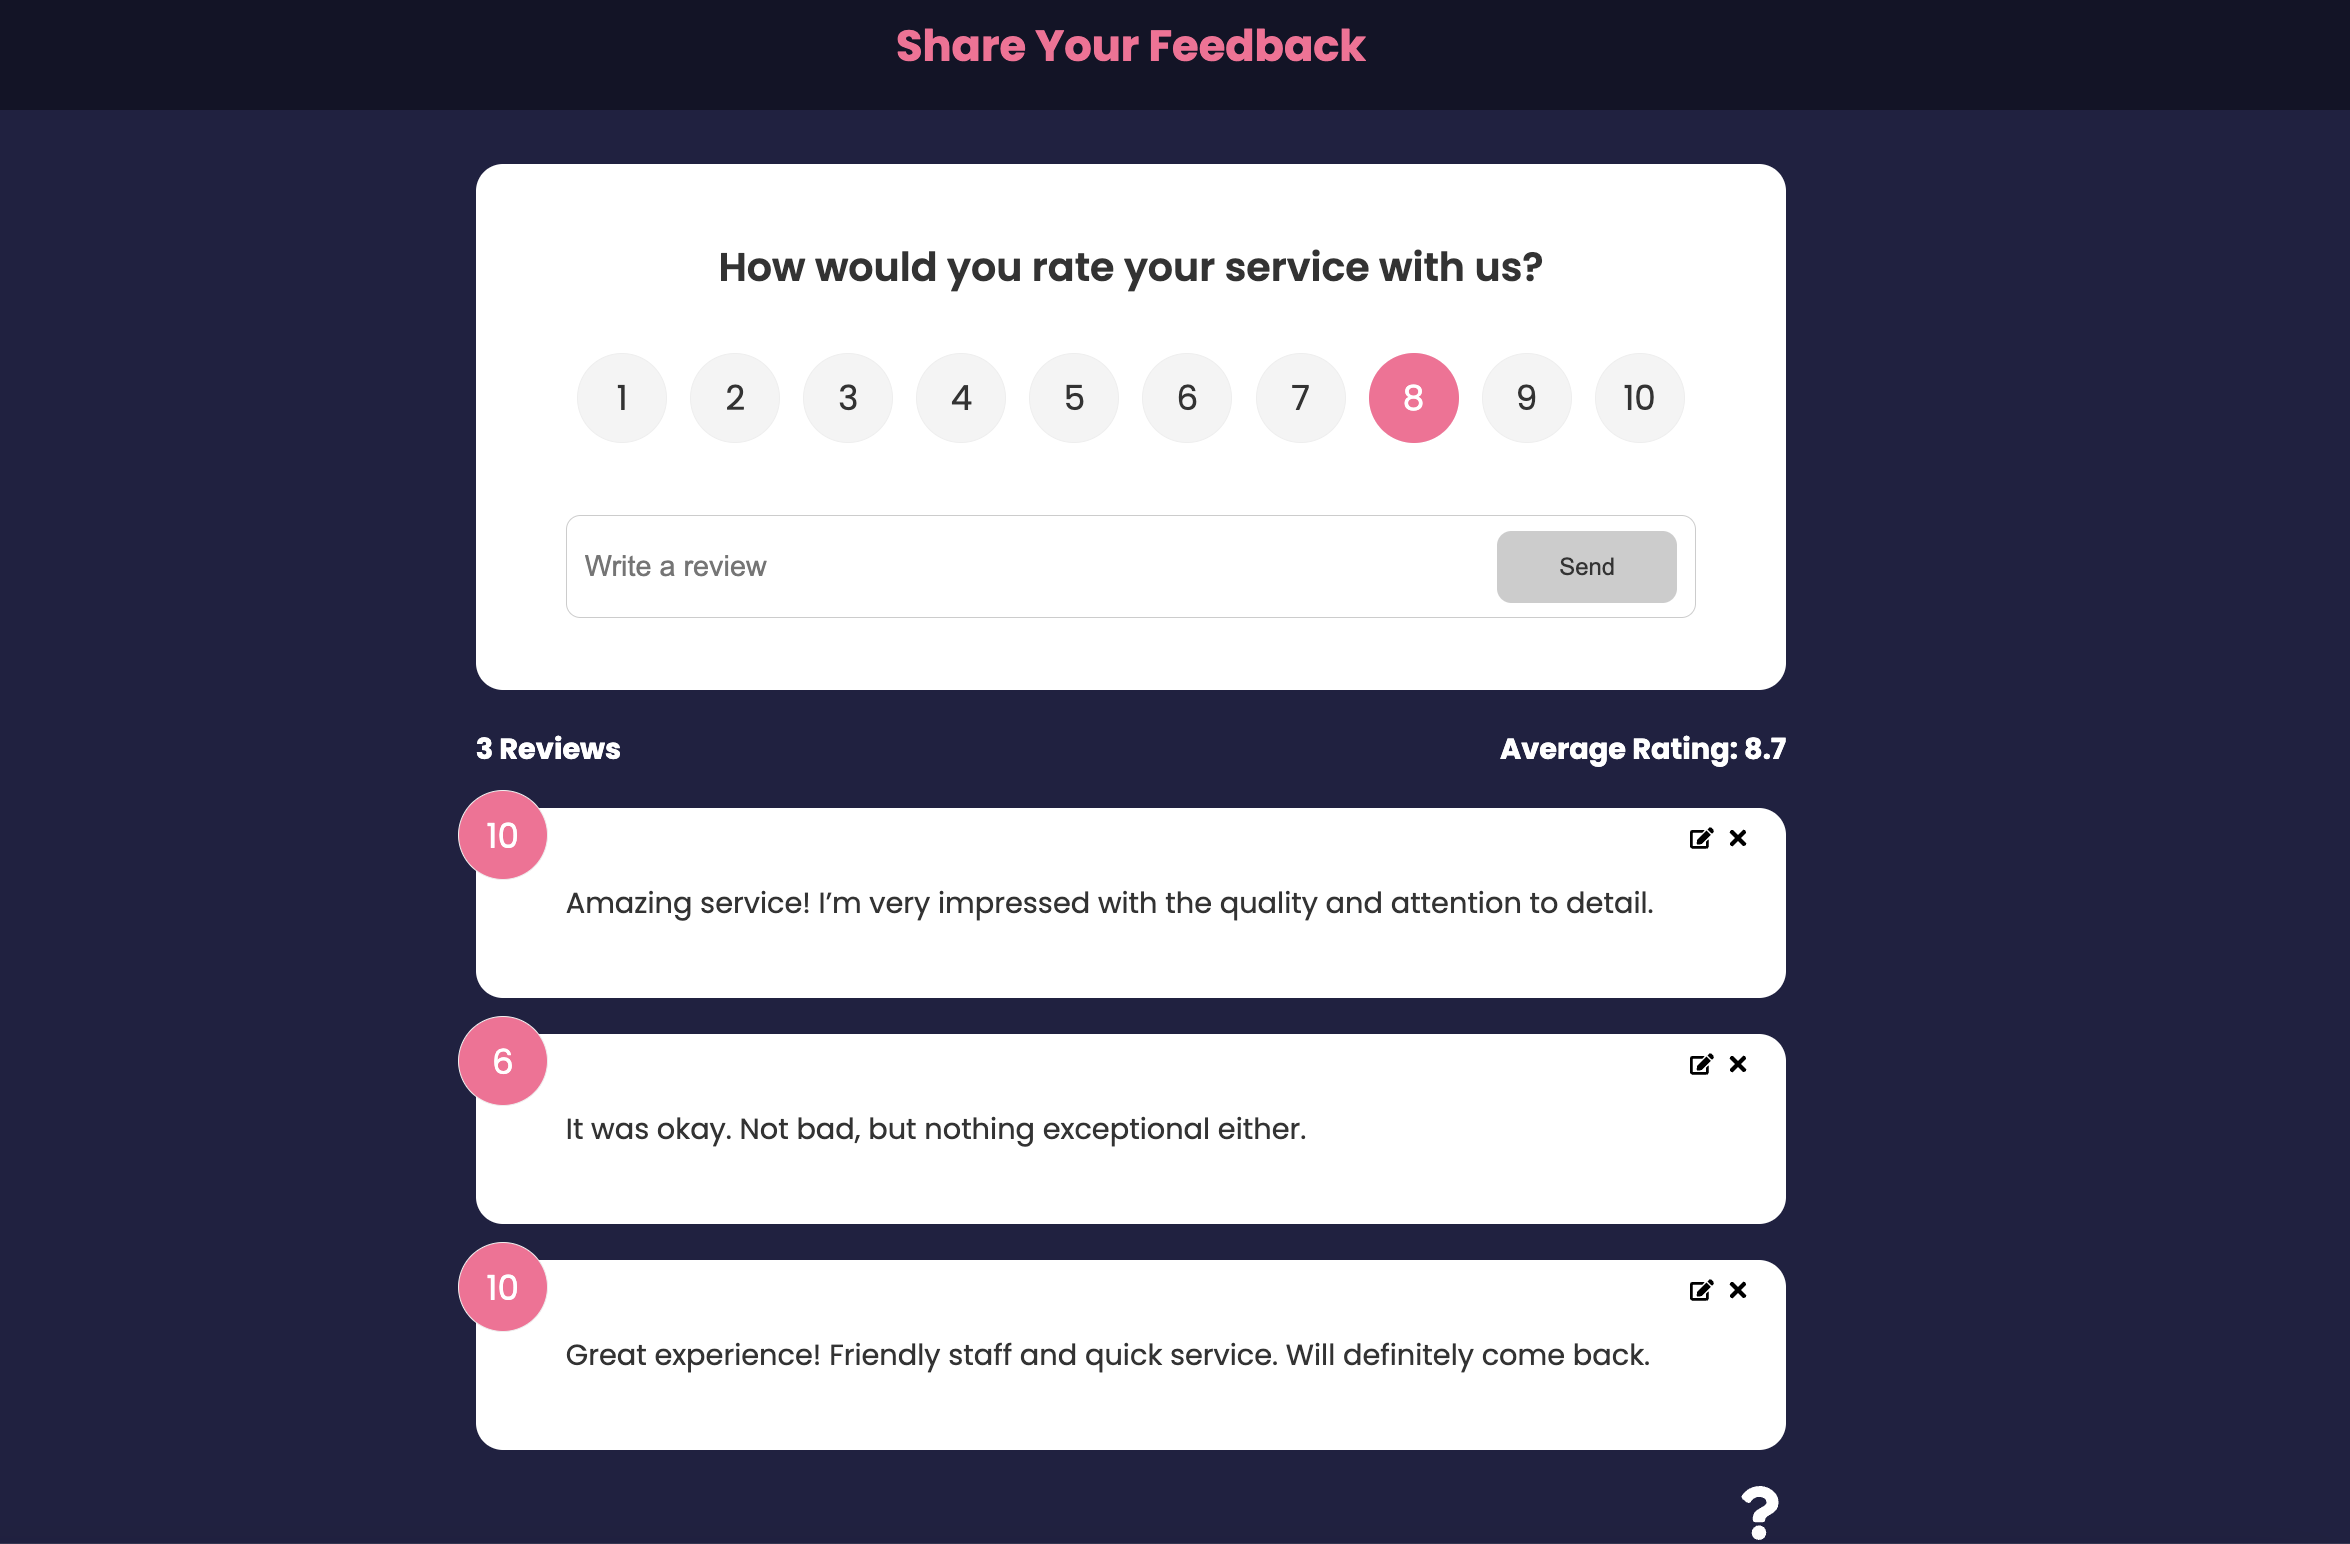 Share Your Feedback
How would you rate your service with us?
1 2 3 4 5 6 7 8 9 10
Write a review
Send
3 Reviews
Average Rating: 8.7
10
Amazing service! I’m very impressed with the quality and attention to detail.
6
It was okay. Not bad, but nothing exceptional either.
10
Great experience! Friendly staff and quick service. Will definitely come back.
?